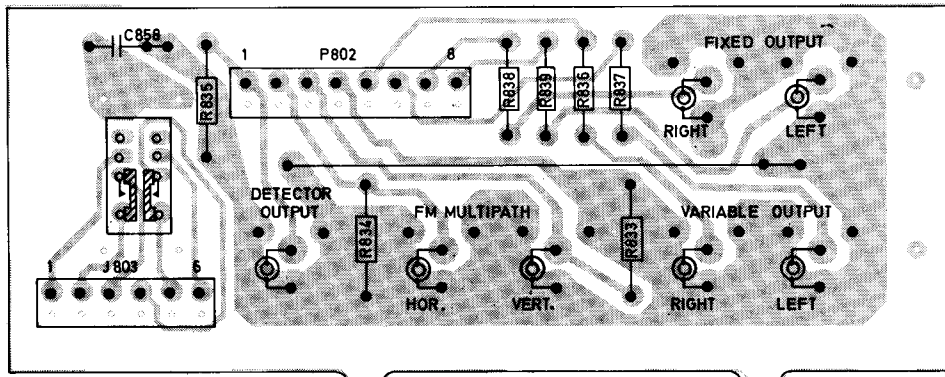 C858
1 P802 8
FIXED OUTPUT
R835
R838
R839
R836
R837
RIGHT LEFT
DETECTOR
OUTPUT
R834
FM MULTIPATH
R833
VARIABLE OUTPUT
1 J803 6
HOR. VERT.
RIGHT LEFT